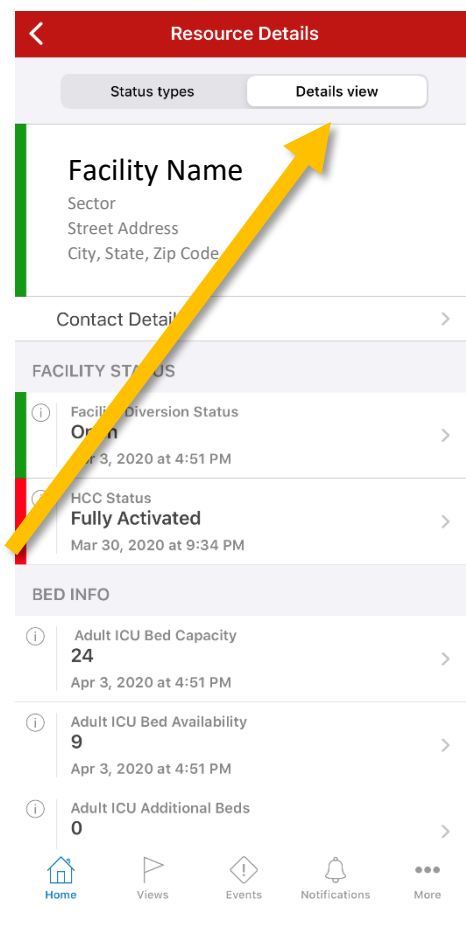 Resource Details
Status types
Details view
Facility Name
Sector
Street Address
City, State, Zip Code
Contact
FACILITY STATUS
Diversion Status
Apr 3, 2020 at 4:51 PM
HCC Status
Fully Activated
Mar 30, 2020 at 9:34 PM
BED INFO
Adult ICU Bed Capacity
24
Apr 3, 2020 at 4:51 PM
Adult ICU Bed Availability
9
Apr 3, 2020 at 4:51 PM
Adult ICU Additional Beds
0
Home
Views
Events
Notifications
More